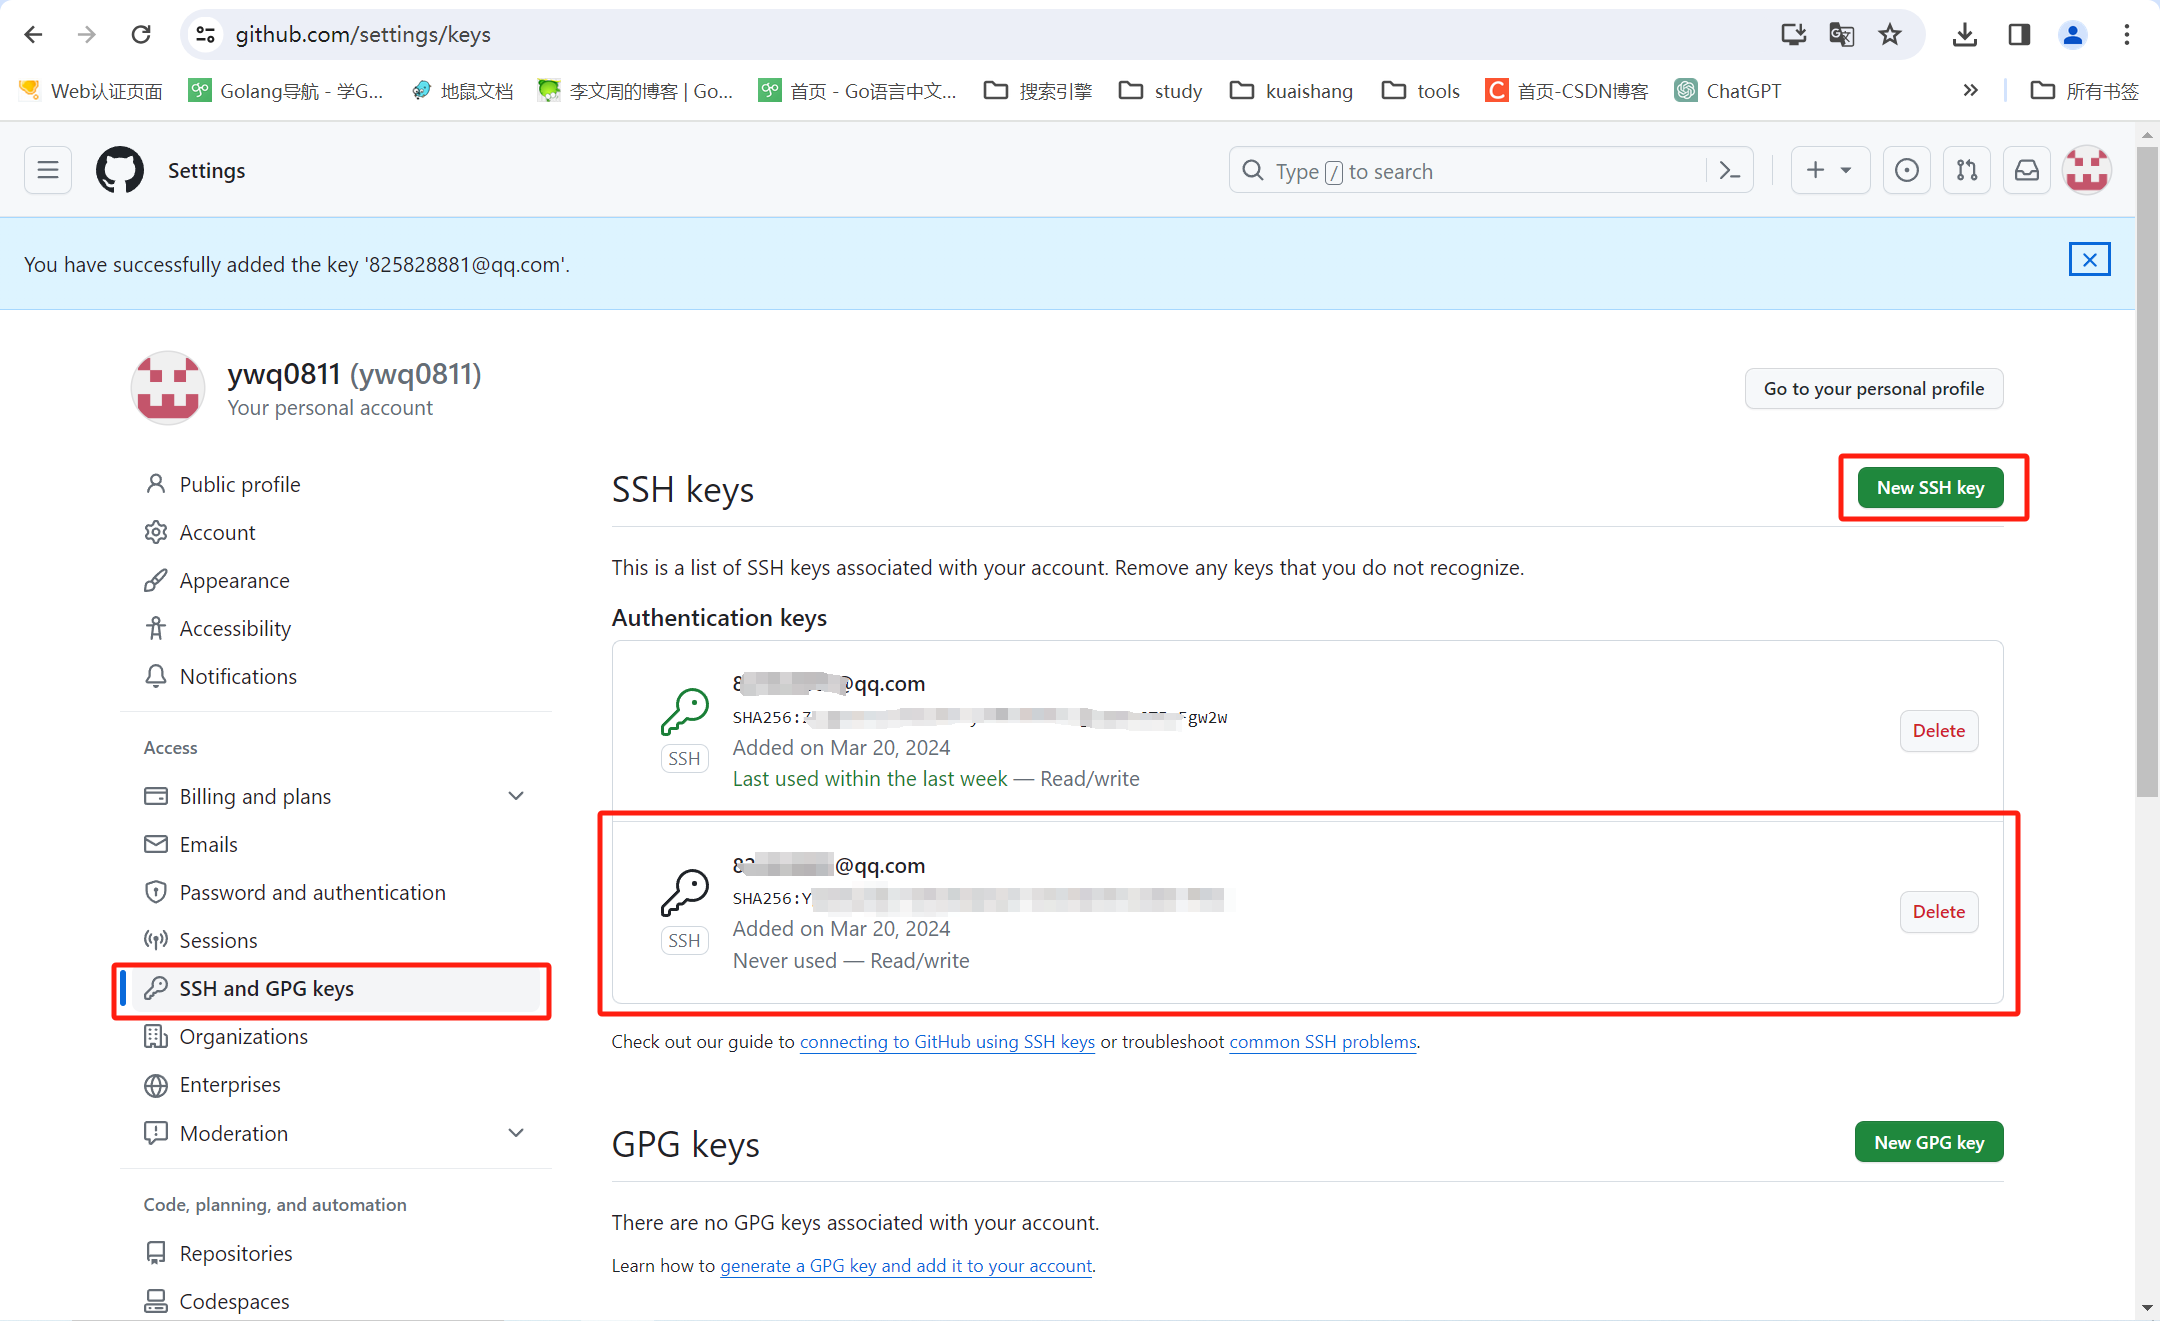 github.com/settings/keys
Web认证页面 Golang导航 - 学G... 地鼠文档 李文周的博客 | Go... 首页 - Go语言中文... 搜索引擎 study kuaishang tools 首页-CSDN博客 ChatGPT » 所有书签
Settings
Type / to search
You have successfully added the key '825828881@qq.com'.
ywq0811 (ywq0811)
Your personal account
Go to your personal profile
Public profile
Account
Appearance
Accessibility
Notifications
Access
Billing and plans
Emails
Password and authentication
Sessions
SSH and GPG keys
Organizations
Enterprises
Moderation
Code, planning, and automation
Repositories
Codespaces
SSH keys
New SSH key
This is a list of SSH keys associated with your account. Remove any keys that you do not recognize.
Authentication keys
@qq.com
SHA256: gw2w
Added on Mar 20, 2024
Last used within the last week — Read/write
SSH
Delete
@qq.com
SHA256:Y
Added on Mar 20, 2024
Never used — Read/write
SSH
Delete
Check out our guide to connecting to GitHub using SSH keys or troubleshoot common SSH problems.
GPG keys
New GPG key
There are no GPG keys associated with your account.
Learn how to generate a GPG key and add it to your account.